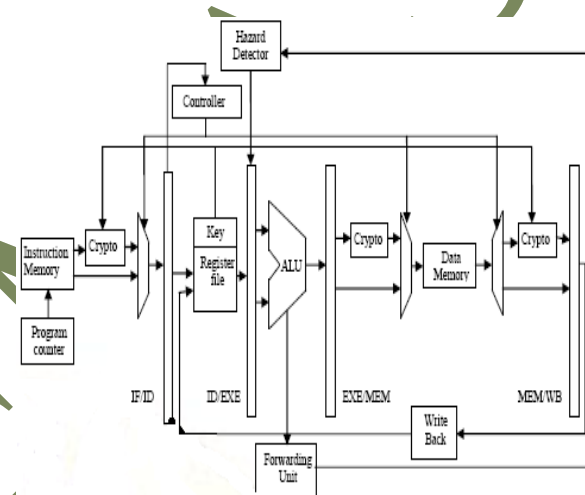 Hazard
Detector
Controller
Key
Register
file
Crypto
Instruction
Memory
Program
counter
ALU
Crypto
Data
Memory
Crypto
IF/ID
ID/EXE
EXE/MEM
MEM/WB
Write
Back
Forwarding
Unit